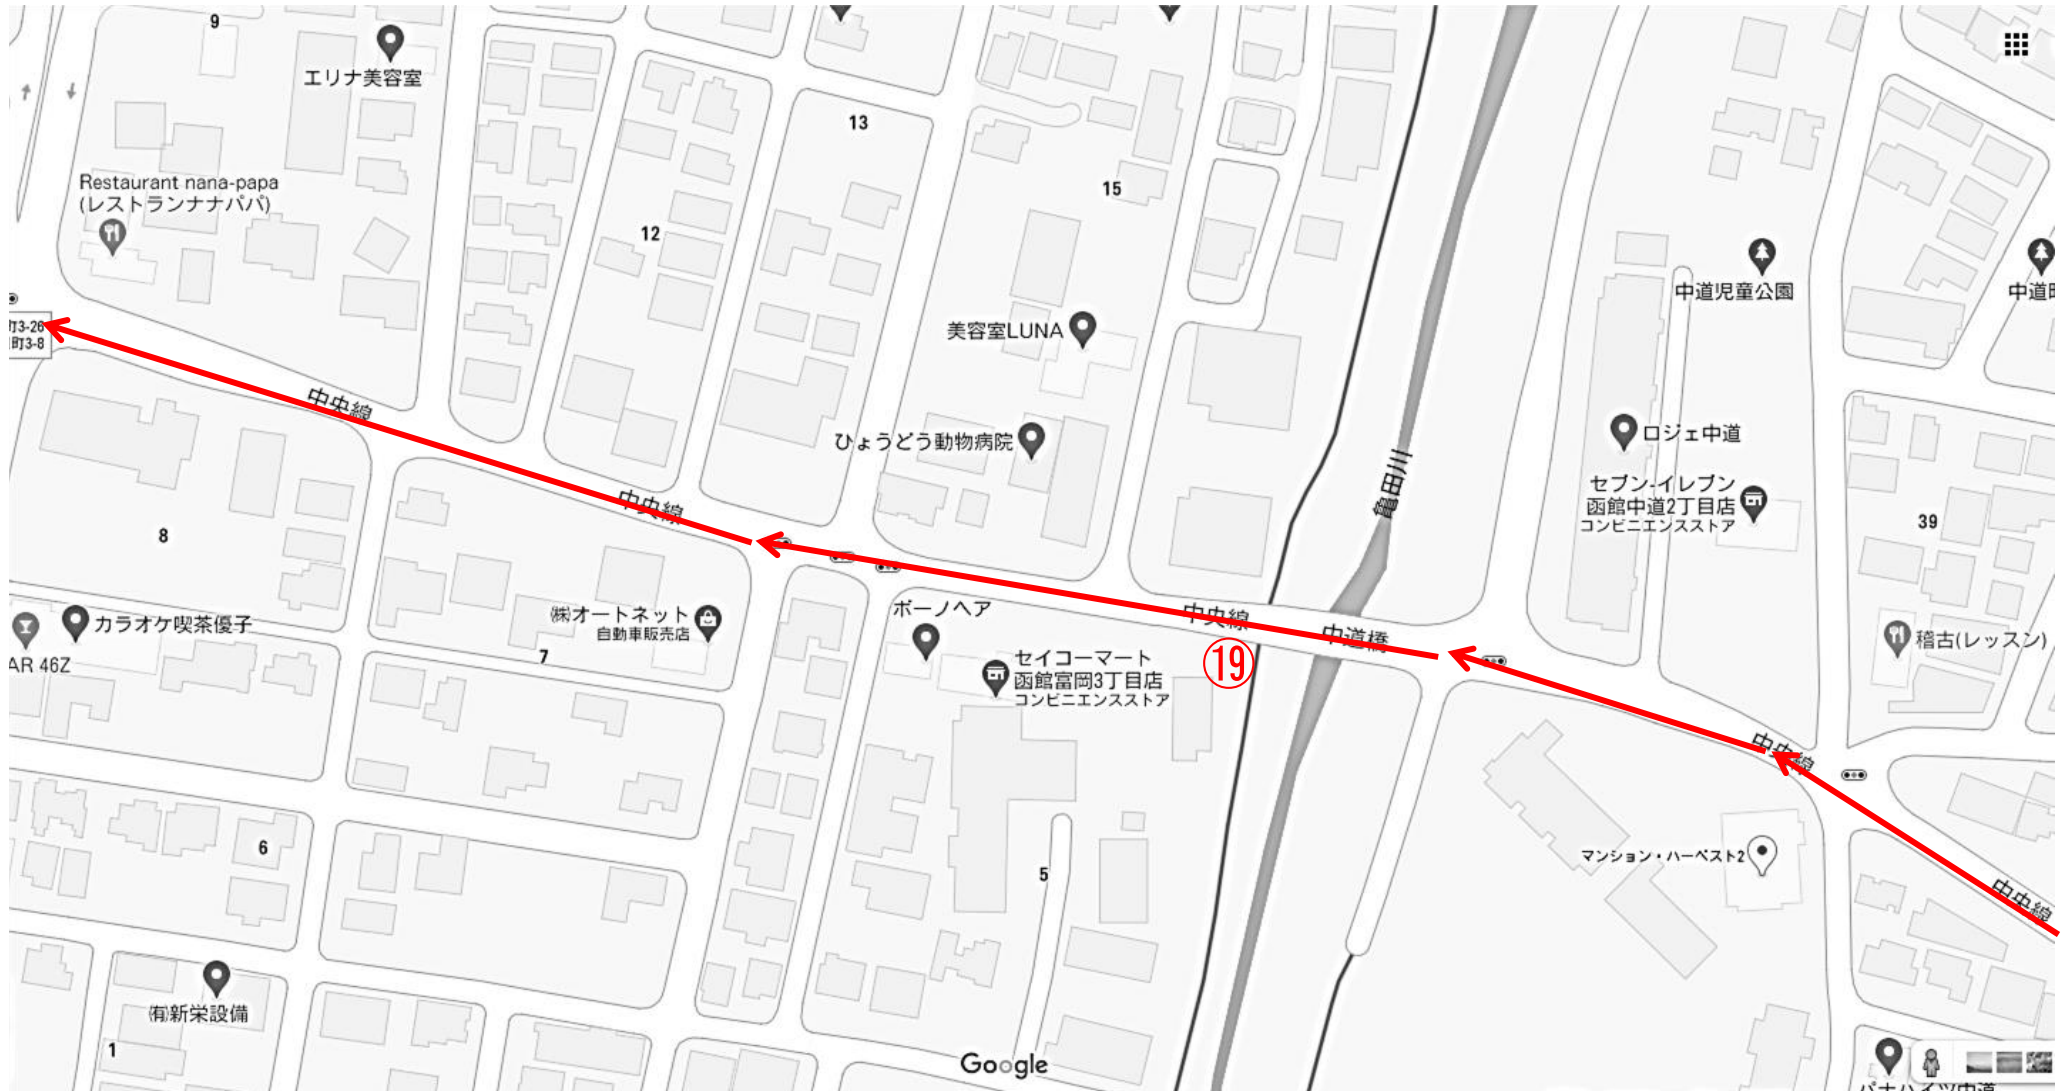 9
エリナ美容室
13
Restaurant nana-papa
(レストランナナパパ)
15
12
中道児童公園
中道町
町3-26
町3-8
美容室LUNA
中央線
ひょうどう動物病院
ロジェ中道
亀田川
セブン-イレブン
函館中道2丁目店
コンビニエンスストア
中央線
39
8
ボーノヘア
㈱オートネット
自動車販売店
カラオケ喫茶優子
中央線
中道橋
稽古(レッスン)
AR 46Z
7
セイコーマート
函館富岡3丁目店
コンビニエンスストア
⑲
中央線
6
マンション・ハーベスト2
5
中央線
㈲新栄設備
1
Google
パナハイツ中道